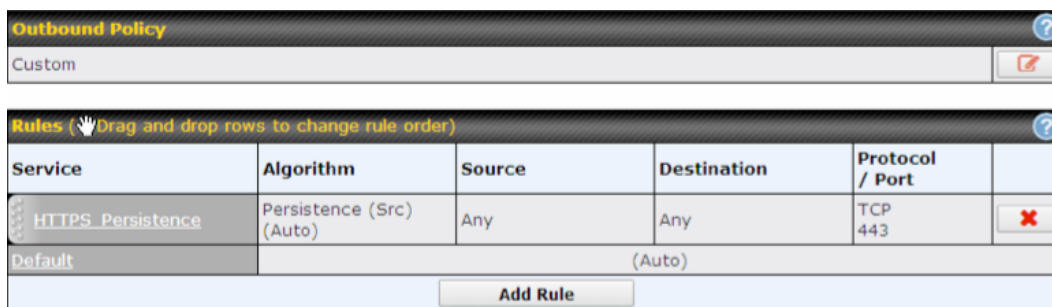 Outbound Policy
Custom
Rules (Drag and drop rows to change rule order)
Service Algorithm Source Destination Protocol / Port
HTTPS_Persistence Persistence (Src) (Auto) Any Any TCP 443
Default (Auto)
Add Rule